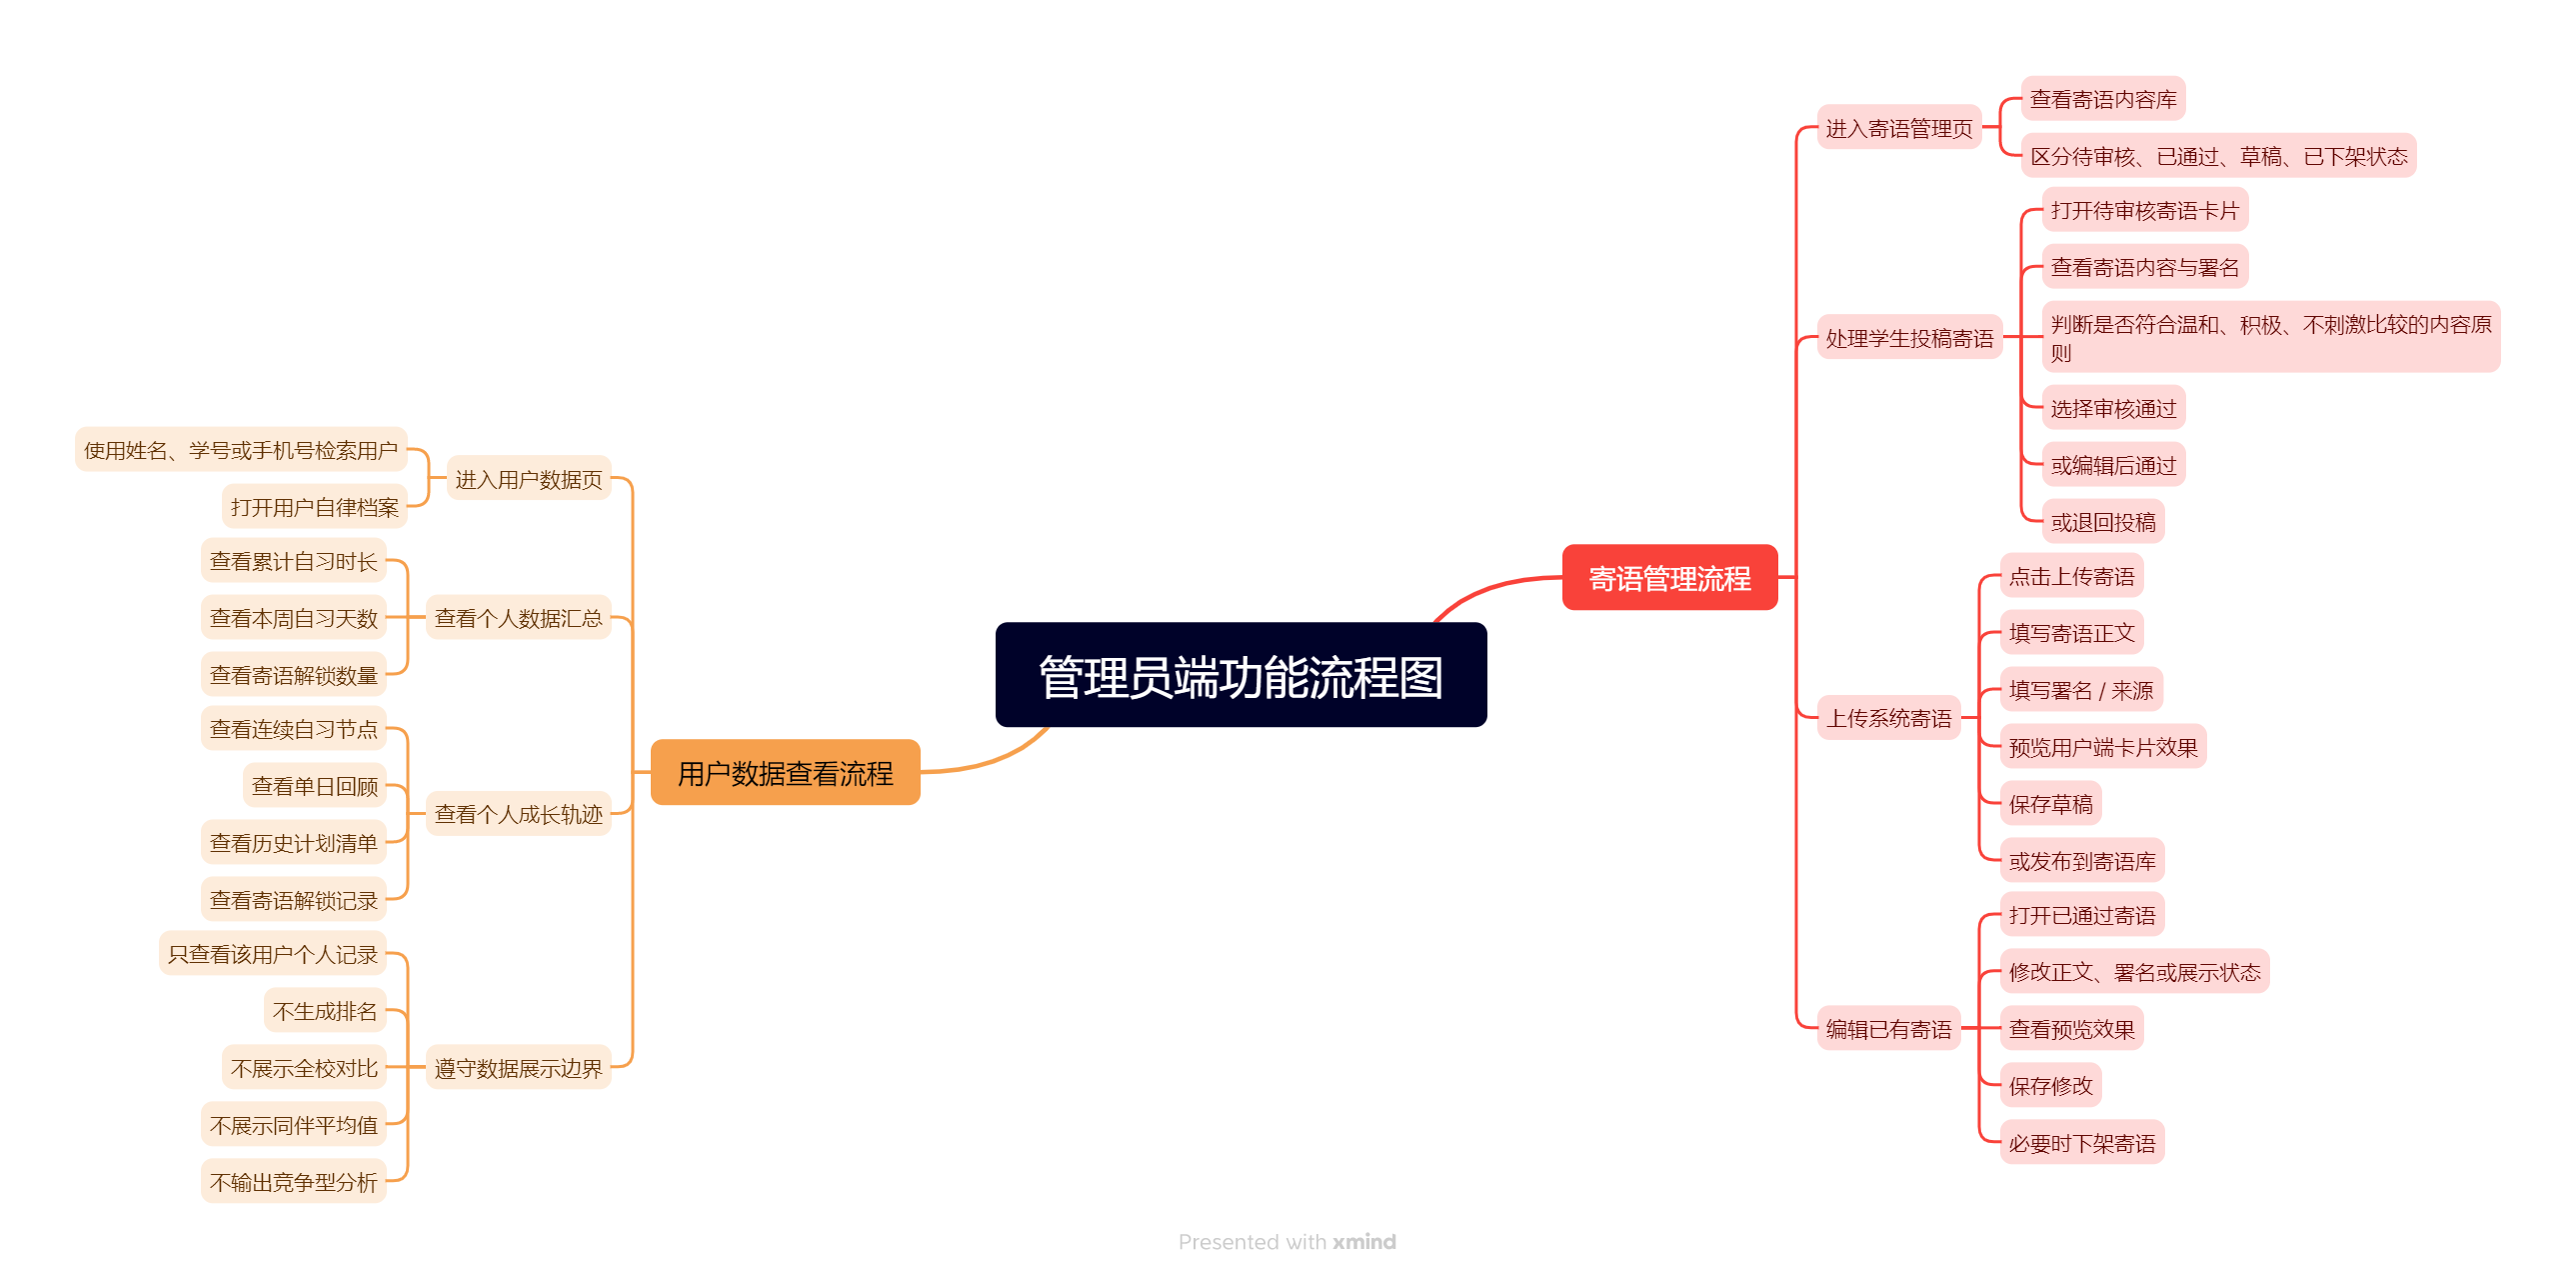 管理员端功能流程图
寄语管理流程
进入寄语管理页
查看寄语内容库
区分待审核、已通过、草稿、已下架状态
处理学生投稿寄语
打开待审核寄语卡片
查看寄语内容与署名
判断是否符合温和、积极、不刺激比较的内容原
则
选择审核通过
或编辑后通过
或退回投稿
上传系统寄语
点击上传寄语
填写寄语正文
填写署名 / 来源
预览用户端卡片效果
保存草稿
或发布到寄语库
编辑已有寄语
打开已通过寄语
修改正文、署名或展示状态
查看预览效果
保存修改
必要时下架寄语
用户数据查看流程
进入用户数据页
使用姓名、学号或手机号检索用户
打开用户自律档案
查看个人数据汇总
查看累计自习时长
查看本周自习天数
查看寄语解锁数量
查看个人成长轨迹
查看连续自习节点
查看单日回顾
查看历史计划清单
查看寄语解锁记录
遵守数据展示边界
只查看该用户个人记录
不生成排名
不展示全校对比
不展示同伴平均值
不输出竞争型分析
Presented with xmind